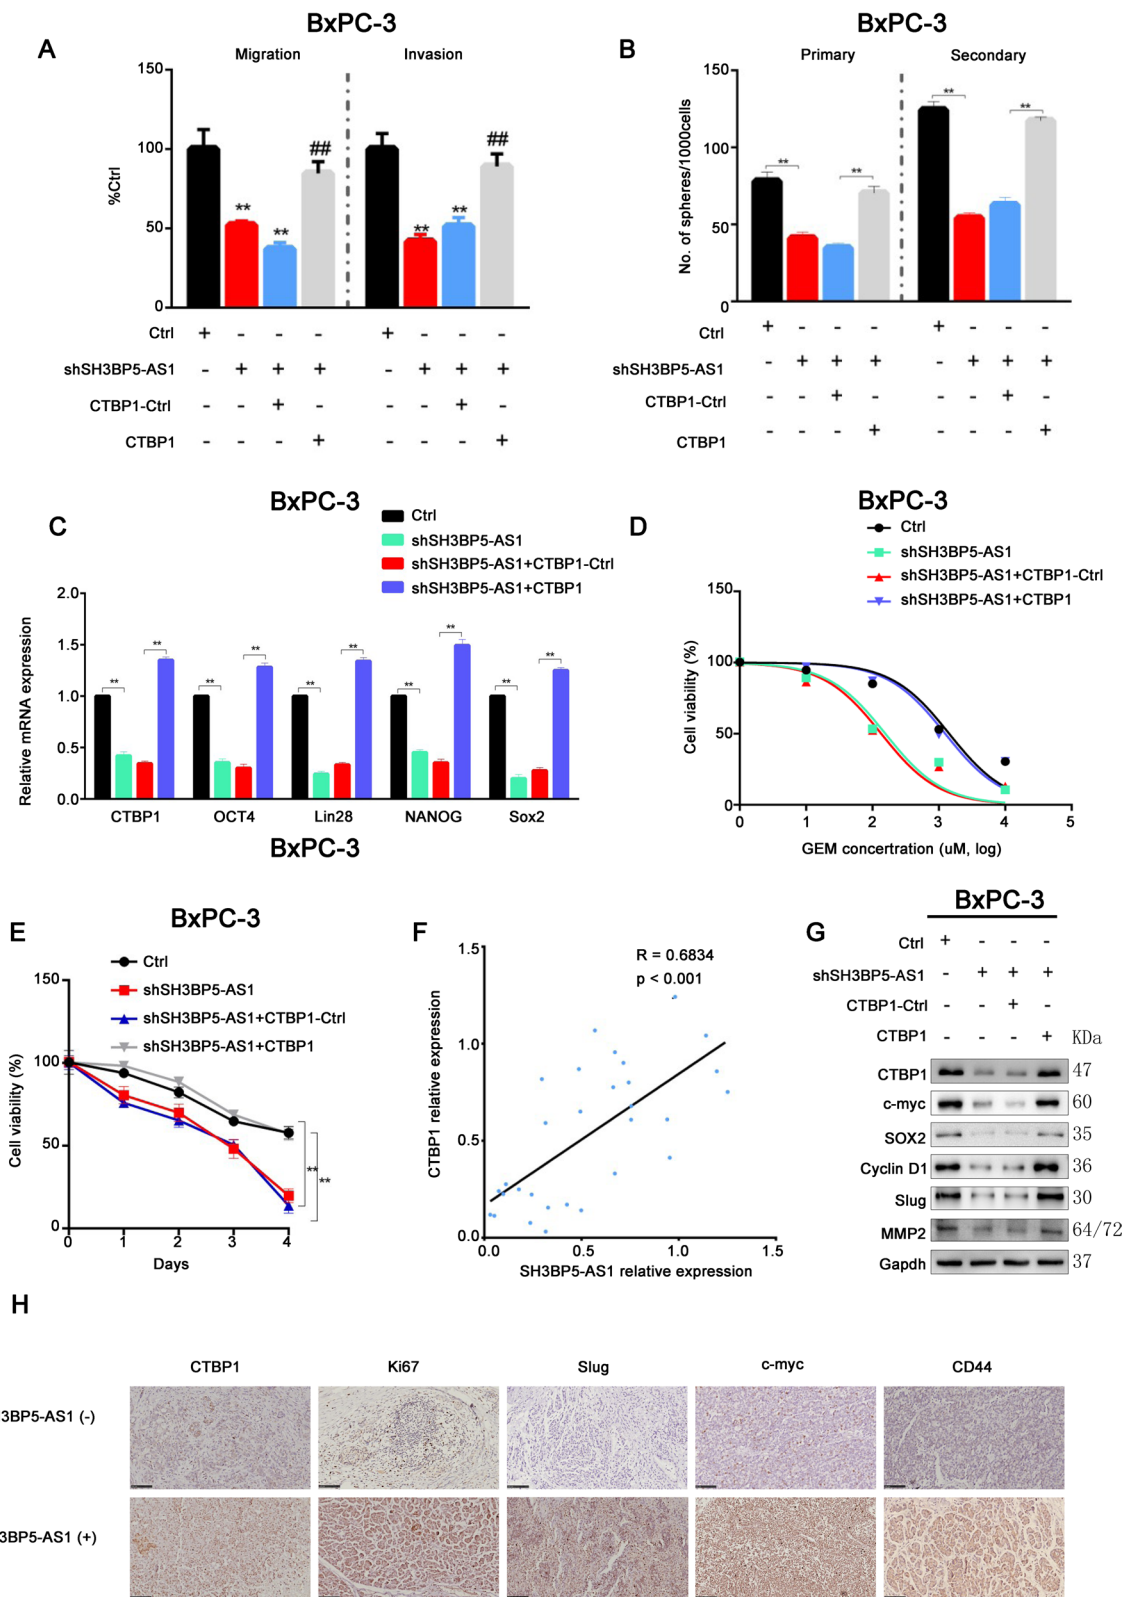 BxPC-3
A
Migration
Invasion
150
100
50
0
%Ctrl
**
**
##
**
**
##
Ctrl + - - - + - - -
shSH3BP5-AS1 - + + + - + + +
CTBP1-Ctrl - - + - - - + -
CTBP1 - - - + - - - +
BxPC-3
B
Primary
Secondary
150
100
50
0
No. of spheres/1000cells
**
**
**
**
Ctrl + - - - + - - -
shSH3BP5-AS1 - + + + - + + +
CTBP1-Ctrl - - + - - - + -
CTBP1 - - - + - - - +
BxPC-3
C
Ctrl
shSH3BP5-AS1
shSH3BP5-AS1+CTBP1-Ctrl
shSH3BP5-AS1+CTBP1
2.0
1.5
1.0
0.5
0.0
Relative mRNA expression
** ** ** ** ** ** ** ** ** **
CTBP1 OCT4 Lin28 NANOG Sox2
BxPC-3
BxPC-3
D
Ctrl
shSH3BP5-AS1
shSH3BP5-AS1+CTBP1-Ctrl
shSH3BP5-AS1+CTBP1
150
100
50
0
Cell viability (%)
0 1 2 3 4 5
GEM concertration (uM, log)
BxPC-3
E
Ctrl
shSH3BP5-AS1
shSH3BP5-AS1+CTBP1-Ctrl
shSH3BP5-AS1+CTBP1
150
100
50
0
Cell viability (%)
**
**
0 1 2 3 4
Days
F
R = 0.6834
p < 0.001
1.5
1.0
0.5
0.0
CTBP1 relative expression
0.0 0.5 1.0 1.5
SH3BP5-AS1 relative expression
BxPC-3
G
Ctrl + - - -
shSH3BP5-AS1 - + + +
CTBP1-Ctrl - - + -
CTBP1 - - - + KDa
CTBP1 47
c-myc 60
SOX2 35
Cyclin D1 36
Slug 30
MMP2 64/72
Gapdh 37
H
CTBP1 Ki67 Slug c-myc CD44
3BP5-AS1 (-)
3BP5-AS1 (+)